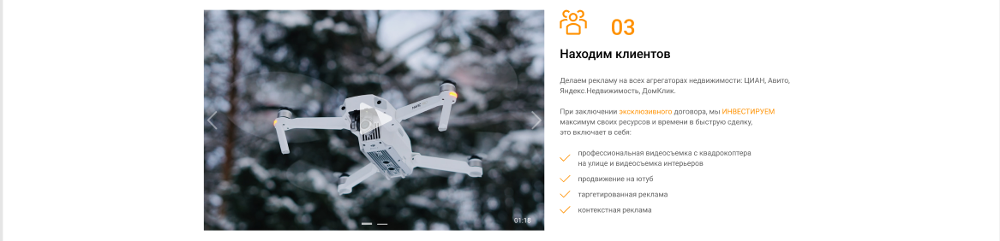 03
Находим клиентов
Делаем рекламу на всех агрегаторах недвижимости: ЦИАН, Авито,
Яндекс.Недвижимость, ДомКлик.
При заключении эксклюзивного договора, мы ИНВЕСТИРУЕМ
максимум своих ресурсов и времени в быструю сделку,
это включает в себя:
профессиональная видеосъемка с квадрокоптера
на улице и видеосъемка интерьеров
продвижение на ютуб
таргетированная реклама
контекстная реклама
01:18